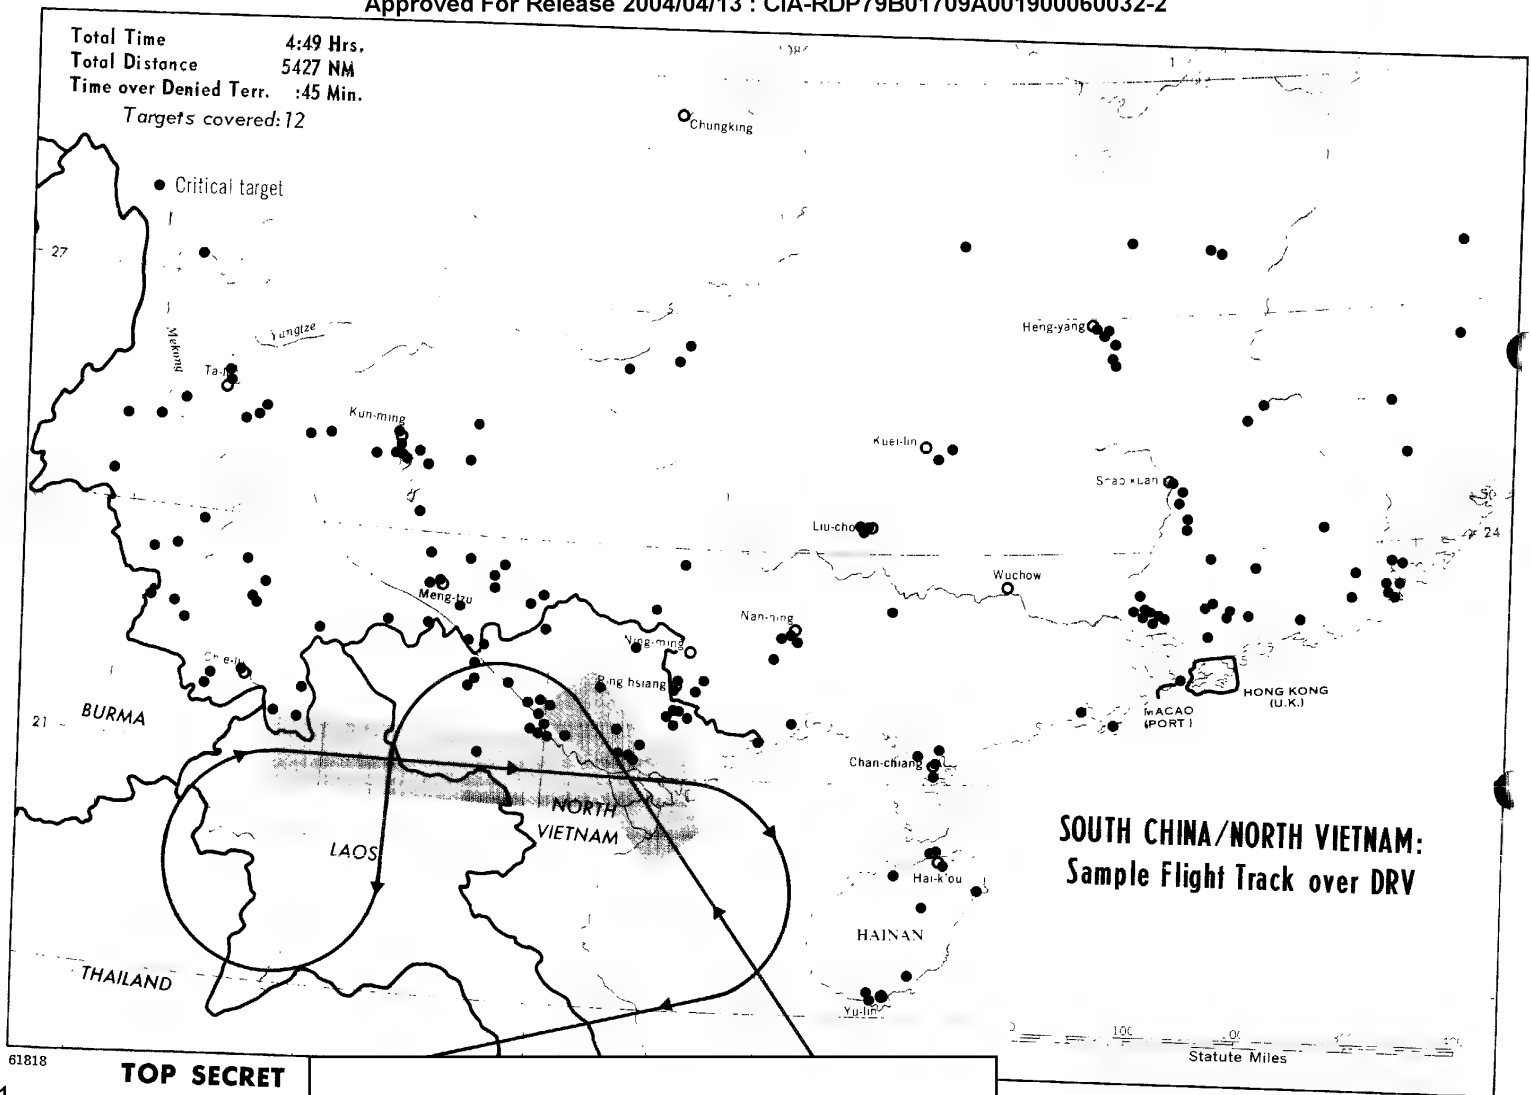 Approved For Release 2004/04/13 : CIA-RDP79B01709A001900060032-2
Total Time 4:49 Hrs.
Total Distance 5427 NM
Time over Denied Terr. :45 Min.
Targets covered: 12
Critical target
Chungking
27
Yangtze
Mekong
Heng-yang
Kun-ming
Kuei-lin
24
Wuchow
Meng-tzu
Nan-ning
Ning-ming
HONG KONG
(U.K.)
MACAO
(PORT)
BURMA
21
Chan-chiang
NORTH
VIETNAM
LAOS
SOUTH CHINA/NORTH VIETNAM:
Sample Flight Track over DRV
Hai-k'ou
HAINAN
THAILAND
Yu-lin
100
Statute Miles
61818
TOP SECRET